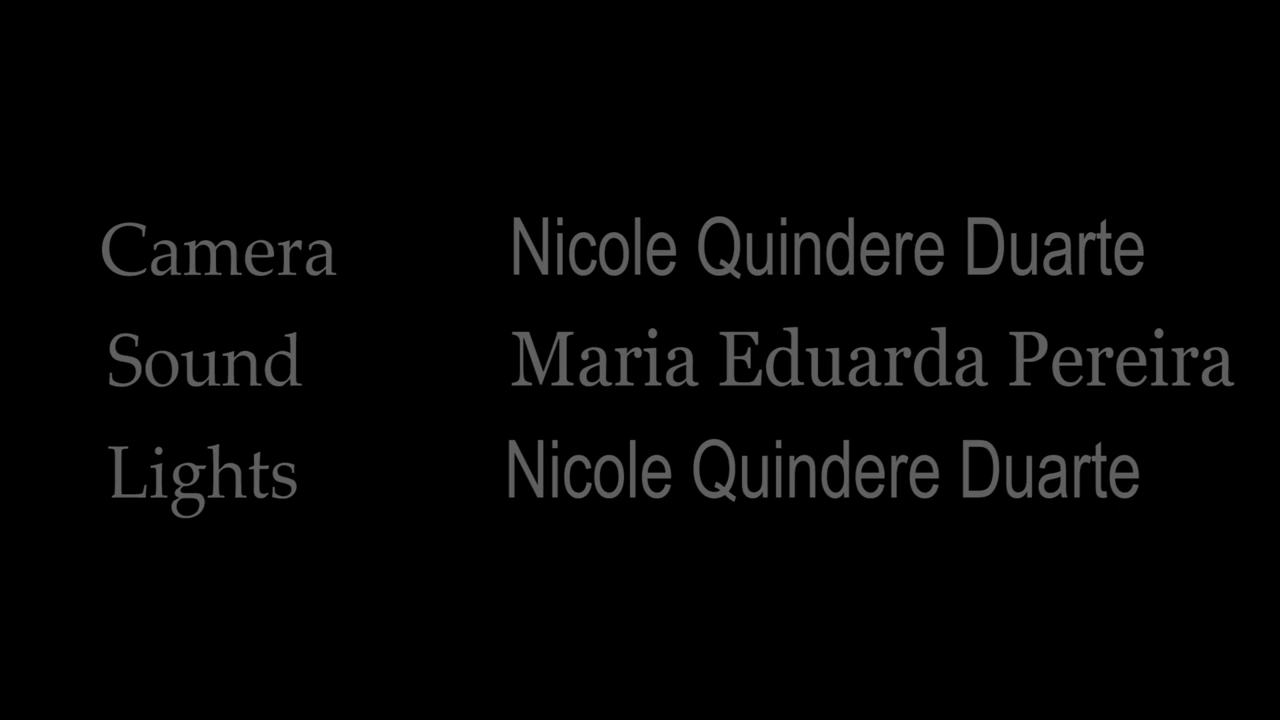 Camera Nicole Quindere Duarte
Sound Maria Eduarda Pereira
Lights Nicole Quindere Duarte